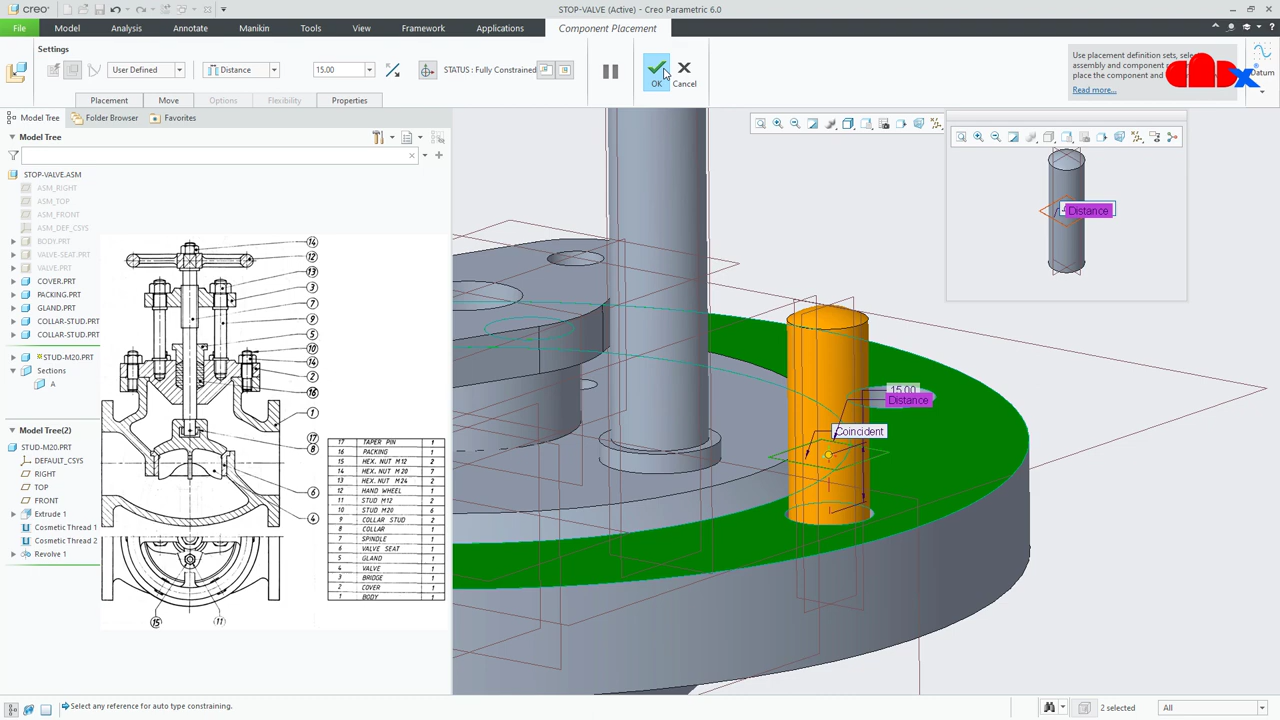 creo
STOP-VALVE (Active) - Creo Parametric 6.0
File
Model
Analysis
Annotate
Manikin
Tools
View
Framework
Applications
Component Placement
Settings
User Defined
Distance
15.00
STATUS: Fully Constrained
OK
Cancel
Use placement definition sets, selec
assembly and component
separate component
place the component and
Read more...
Datum
Placement
Move
Options
Flexibility
Properties
Model Tree
Folder Browser
Favorites
Model Tree
STOP-VALVE.ASM
ASM_RIGHT
ASM_TOP
ASM_FRONT
ASM_DEF_CSYS
BODY.PRT
VALVE-SEAT.PRT
VALVE.PRT
COVER.PRT
PACKING.PRT
GLAND.PRT
COLLAR-STUD.PRT
COLLAR-STUD.PRT
STUD-M20.PRT
Sections
A
Model Tree(2)
STUD-M20.PRT
DEFAULT_CSYS
RIGHT
TOP
FRONT
Extrude 1
Cosmetic Thread 1
Cosmetic Thread 2
Revolve 1
14
12
13
3
7
9
5
10
14
2
16
1
17
8
6
4
15
11
17 TAPER PIN 1
16 PACKING 1
15 HEX. NUT M12 2
14 HEX. NUT M20 7
13 HEX. NUT M24 2
12 HAND WHEEL 1
11 STUD M12 2
10 STUD M20 6
9 COLLAR STUD 2
8 COLLAR 1
7 SPINDLE 1
6 VALVE SEAT 1
5 GLAND 1
4 VALVE 1
3 BRIDGE 1
2 COVER 1
1 BODY 1
Distance
15.00
Distance
Coincident
Select any reference for auto type constraining.
2 selected
All